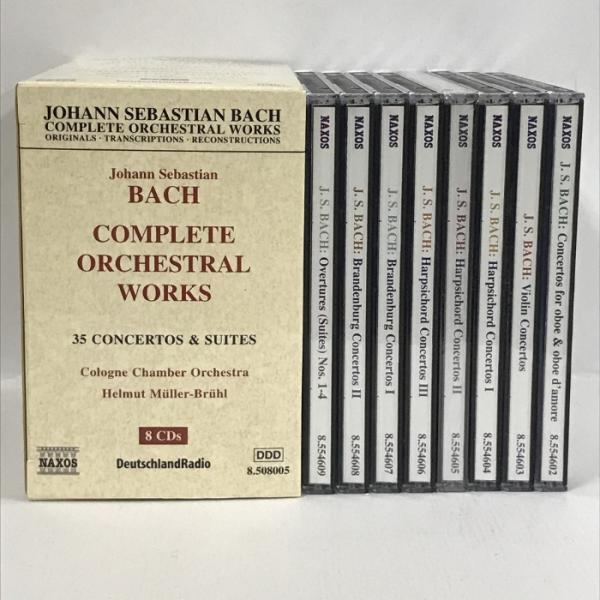 JOHANN SEBASTIAN BACH
COMPLETE ORCHESTRAL WORKS
ORIGINALS · TRANSCRIPTIONS · RECONSTRUCTIONS
Johann Sebastian
BACH
COMPLETE
ORCHESTRAL
WORKS
35 CONCERTOS & SUITES
Cologne Chamber Orchestra
Helmut Müller-Brühl
8 CDs
NAXOS
DeutschlandRadio
DDD
8.508005
NAXOS J. S. BACH: Overtures (Suites) Nos. 1-4 8.554609
NAXOS J. S. BACH: Brandenburg Concertos II 8.554608
NAXOS J. S. BACH: Brandenburg Concertos I 8.554607
NAXOS J. S. BACH: Harpsichord Concertos III 8.554606
NAXOS J. S. BACH: Harpsichord Concertos II 8.554605
NAXOS J. S. BACH: Harpsichord Concertos I 8.554604
NAXOS J. S. BACH: Violin Concertos 8.554603
NAXOS J. S. BACH: Concertos for oboe & oboe d'amore 8.554602